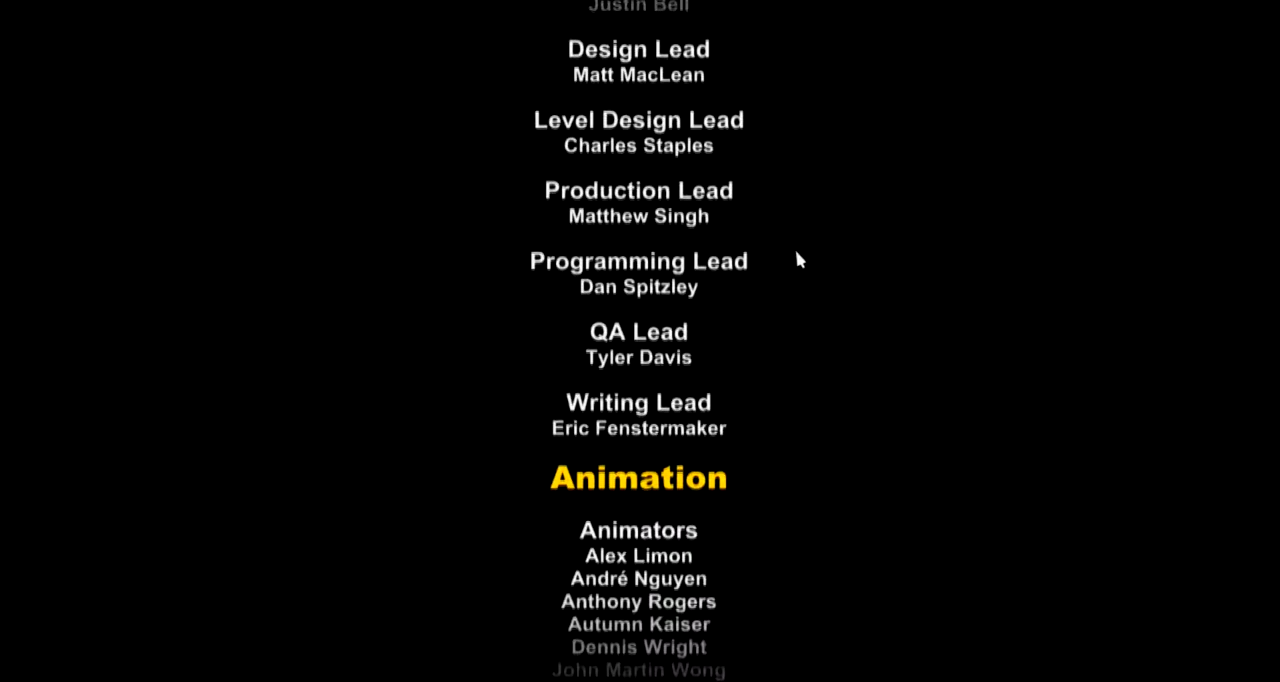 Justin Bell
Design Lead
Matt MacLean
Level Design Lead
Charles Staples
Production Lead
Matthew Singh
Programming Lead
Dan Spitzley
QA Lead
Tyler Davis
Writing Lead
Eric Fenstermaker
Animation
Animators
Alex Limon
André Nguyen
Anthony Rogers
Autumn Kaiser
Dennis Wright
John Martin Wong